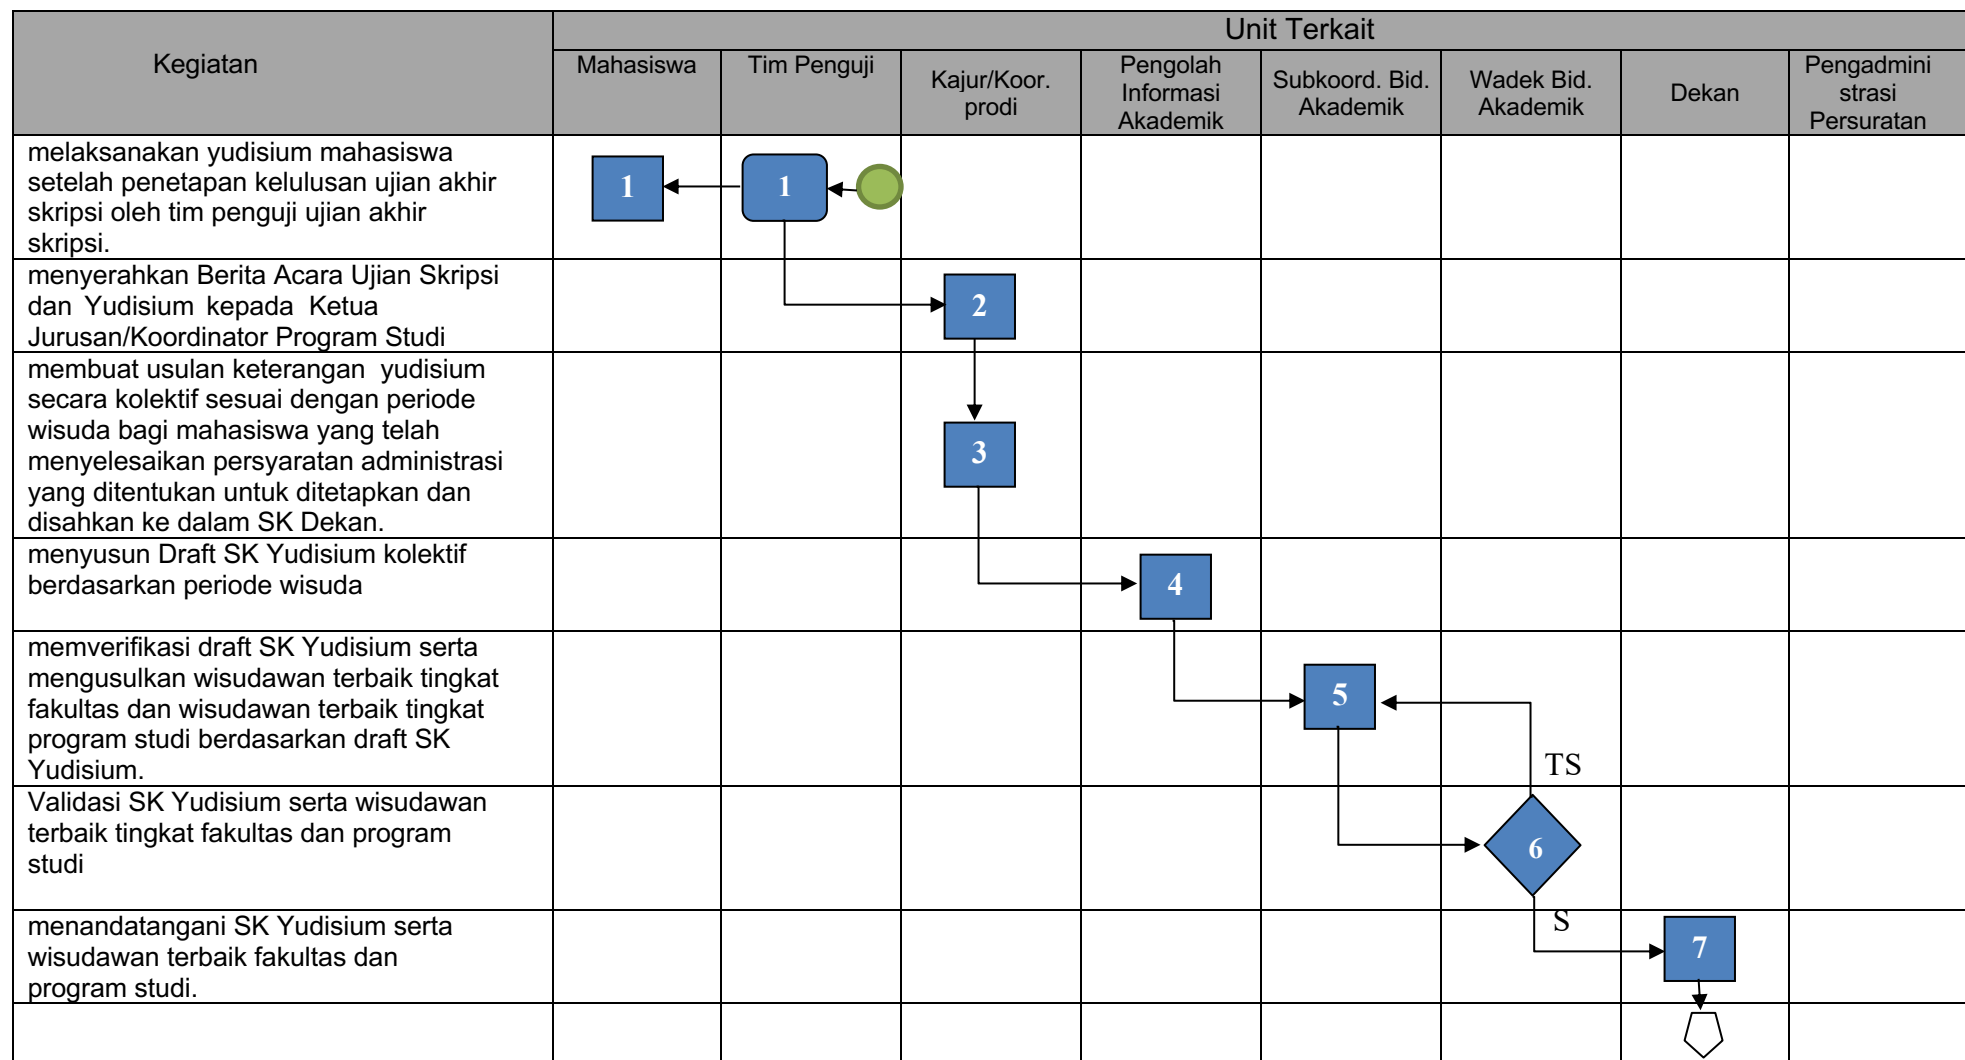 Kegiatan
Unit Terkait
Mahasiswa
Tim Penguji
Kajur/Koor.
prodi
Pengolah
Informasi
Akademik
Subkoord. Bid.
Akademik
Wadek Bid.
Akademik
Dekan
Pengadmini
strasi
Persuratan
melaksanakan yudisium mahasiswa
setelah penetapan kelulusan ujian akhir
skripsi oleh tim penguji ujian akhir
skripsi.
1
1
menyerahkan Berita Acara Ujian Skripsi
dan Yudisium kepada Ketua
Jurusan/Koordinator Program Studi
2
membuat usulan keterangan yudisium
secara kolektif sesuai dengan periode
wisuda bagi mahasiswa yang telah
menyelesaikan persyaratan administrasi
yang ditentukan untuk ditetapkan dan
disahkan ke dalam SK Dekan.
3
menyusun Draft SK Yudisium kolektif
berdasarkan periode wisuda
4
memverifikasi draft SK Yudisium serta
mengusulkan wisudawan terbaik tingkat
fakultas dan wisudawan terbaik tingkat
program studi berdasarkan draft SK
Yudisium.
5
TS
Validasi SK Yudisium serta wisudawan
terbaik tingkat fakultas dan program
studi
6
menandatangani SK Yudisium serta
wisudawan terbaik fakultas dan
program studi.
S
7